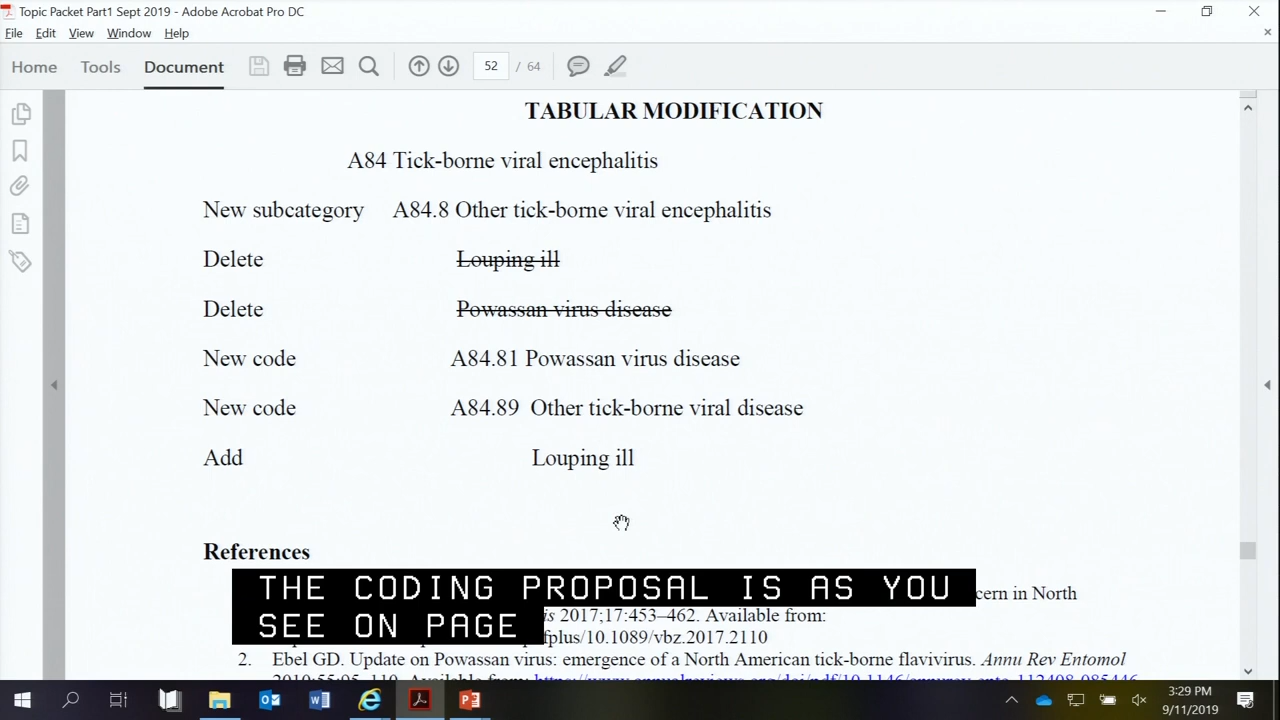 Topic Packet Part1 Sept 2019 - Adobe Acrobat Pro DC
File Edit View Window Help
Home Tools Document 52 / 64
TABULAR MODIFICATION
A84 Tick-borne viral encephalitis
New subcategory A84.8 Other tick-borne viral encephalitis
Delete Louping ill
Delete Powassan virus disease
New code A84.81 Powassan virus disease
New code A84.89 Other tick-borne viral disease
Add Louping ill
References
THE CODING PROPOSAL IS AS YOU
SEE ON PAGE
cern in North
is 2017;17:453–462. Available from:
fplus/10.1089/vbz.2017.2110
2. Ebel GD. Update on Powassan virus: emergence of a North American tick-borne flavivirus. Annu Rev Entomol
3:29 PM
9/11/2019